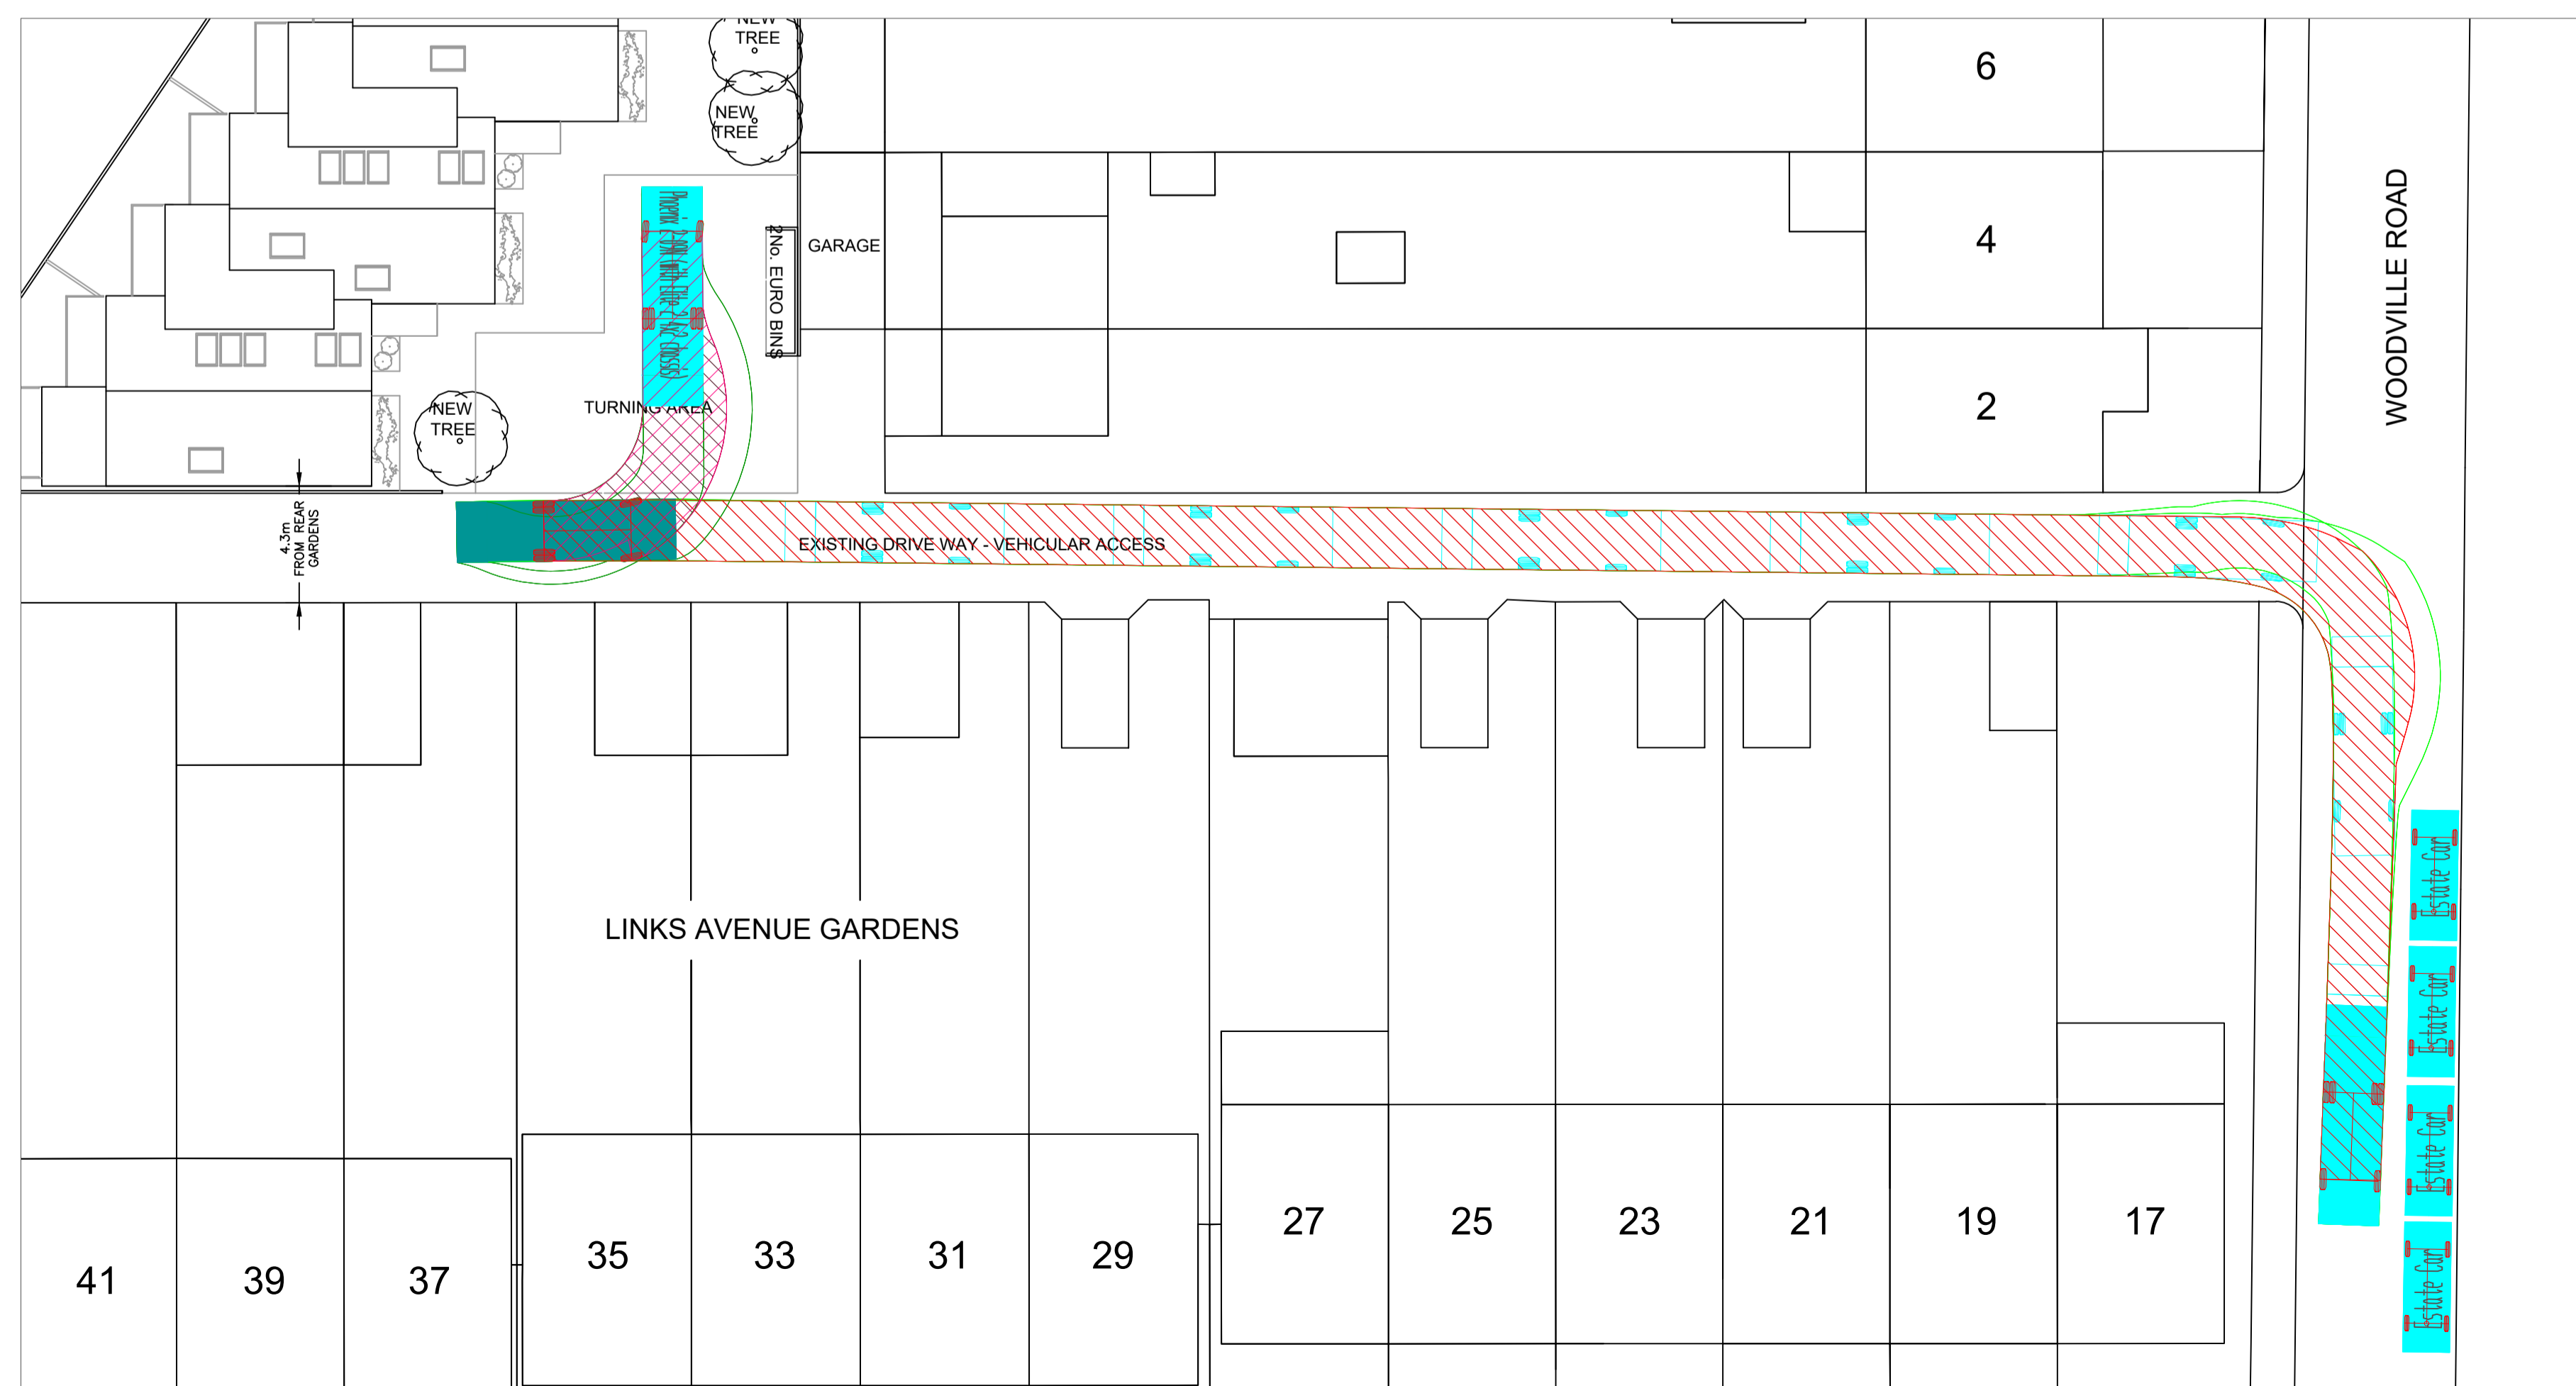 NEW
TREE
NEW
TREE
6
WOODVILLE ROAD
4
GARAGE
2No. EURO BINS
Phoenix 2-
TURNING AREA
NEW
TREE
2
4.3m
FROM REAR
GARDENS
EXISTING DRIVE WAY - VEHICULAR ACCESS
LINKS AVENUE GARDENS
Estate Car
Estate Car
Estate Car
Estate Car
41
39
37
35
33
31
29
27
25
23
21
19
17